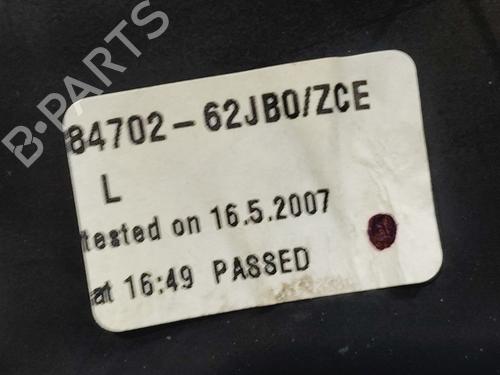 B-PARTS
84702-62JB0/ZCE
L
tested on 16.5.2007
at 16:49 PASSED